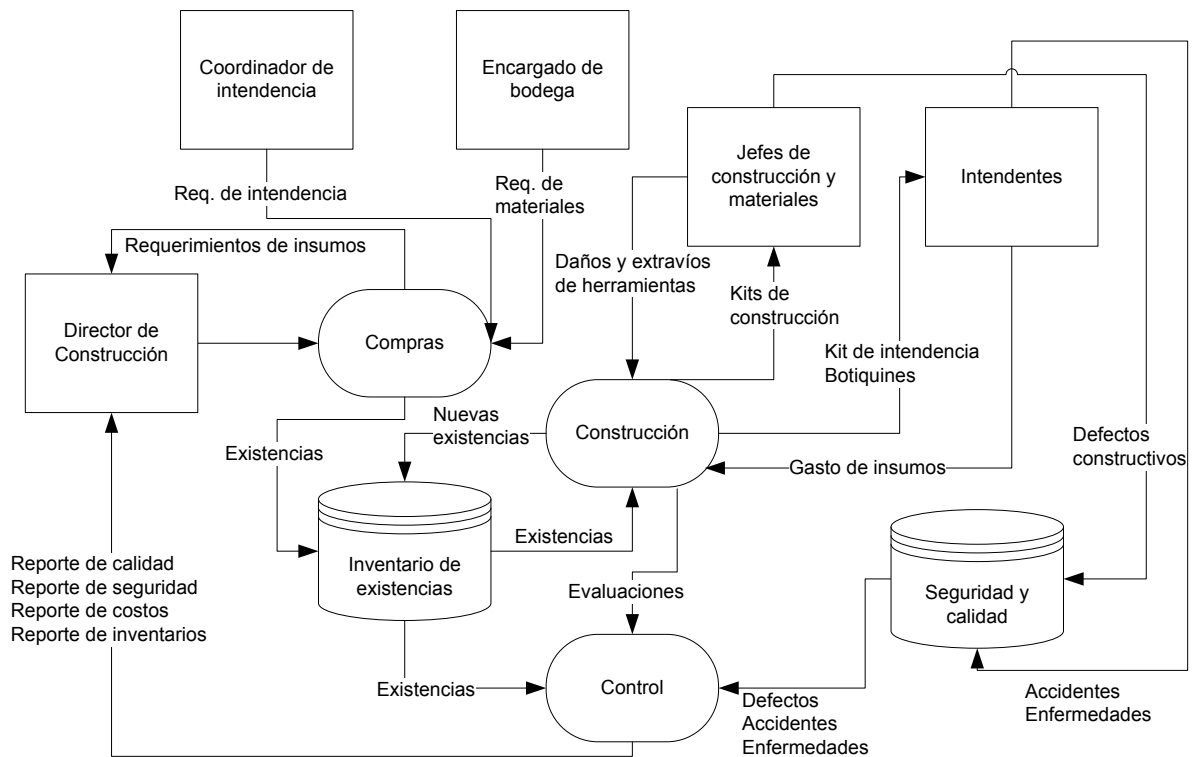 Coordinador de
intendencia
Encargado de
bodega
Jefes de
construcción y
materiales
Intendentes
Req. de intendencia
Req. de
materiales
Requerimientos de insumos
Daños y extravíos
de herramientas
Kits de
construcción
Director de
Construcción
Compras
Kit de intendencia
Botiquines
Nuevas
existencias
Construcción
Existencias
Gasto de insumos
Defectos
constructivos
Existencias
Inventario de
existencias
Reporte de calidad
Reporte de seguridad
Reporte de costos
Reporte de inventarios
Evaluaciones
Seguridad y
calidad
Existencias
Control
Defectos
Accidentes
Enfermedades
Accidentes
Enfermedades